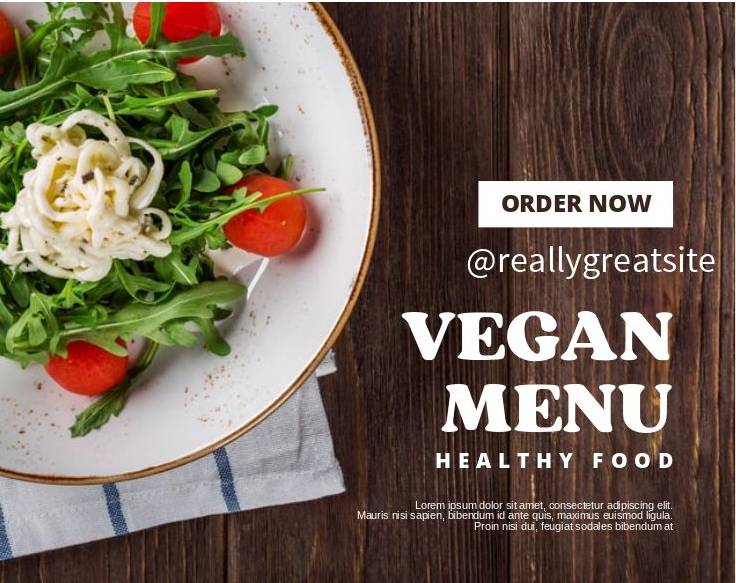 ORDER NOW
@reallygreatsite
VEGAN
MENU
HEALTHY FOOD
Lorem ipsum dolor sit amet, consectetur adipiscing elit.
Mauris nisi sapien, bibendum id ante quis, maximus euismod ligula.
Proin nisi dui, feugiat sodales bibendum at